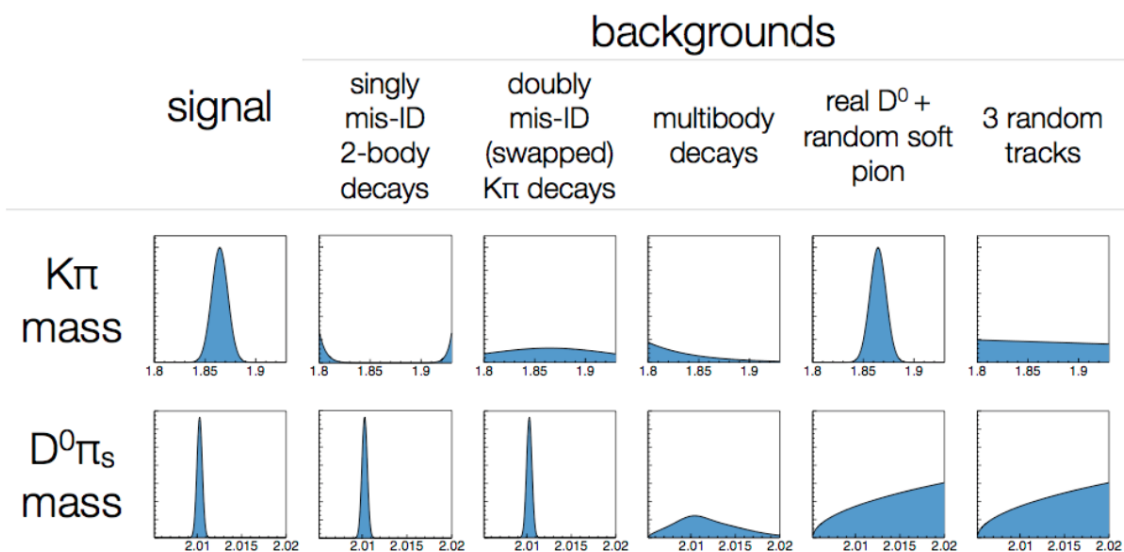 backgrounds
signal
singly
mis-ID
2-body
decays
doubly
mis-ID
(swapped)
Kπ decays
multibody
decays
real D⁰ +
random soft
pion
3 random
tracks
Kπ
mass
1.8 1.85 1.9
1.8 1.85 1.9
1.8 1.85 1.9
1.8 1.85 1.9
1.8 1.85 1.9
1.8 1.85 1.9
D⁰πₛ
mass
2.01 2.015 2.02
2.01 2.015 2.02
2.01 2.015 2.02
2.01 2.015 2.02
2.01 2.015 2.02
2.01 2.015 2.02